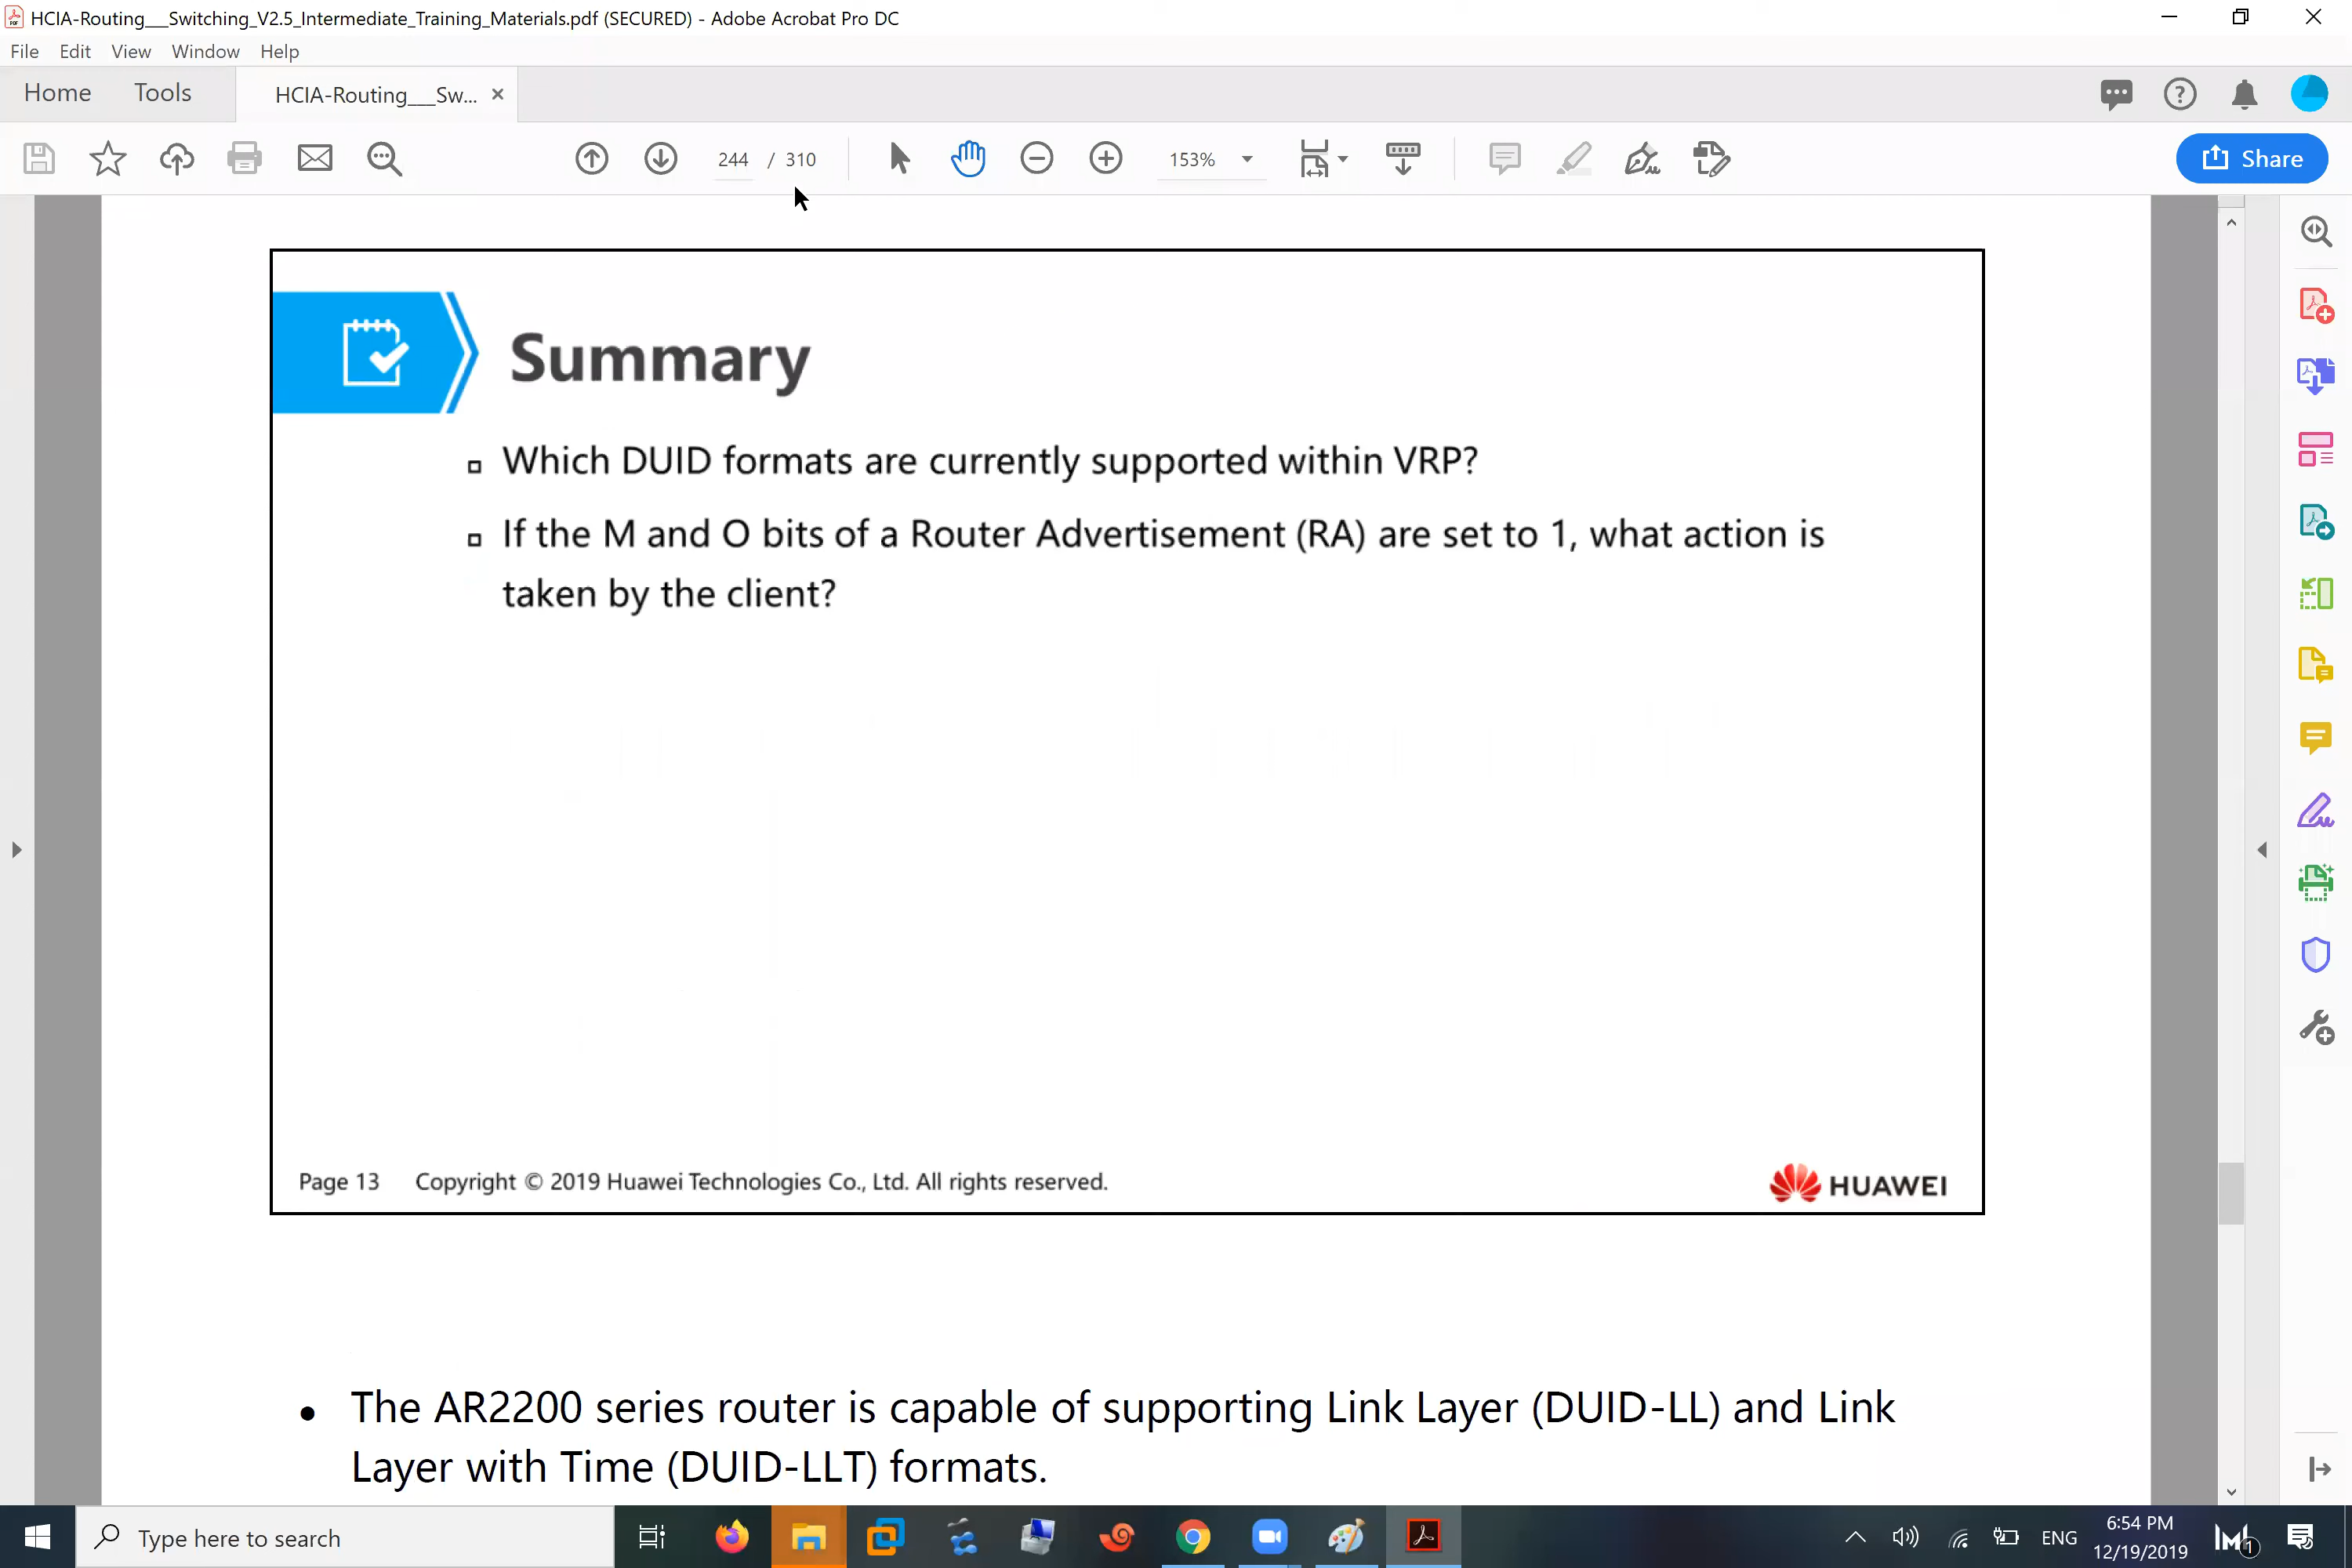 HCIA-Routing___Switching_V2.5_Intermediate_Training_Materials.pdf (SECURED) - Adobe Acrobat Pro DC
File Edit View Window Help
Home Tools HCIA-Routing___Sw... ×
244 / 310 153% Share
Summary
Which DUID formats are currently supported within VRP?
If the M and O bits of a Router Advertisement (RA) are set to 1, what action is
taken by the client?
Page 13 Copyright © 2019 Huawei Technologies Co., Ltd. All rights reserved.
HUAWEI
• The AR2200 series router is capable of supporting Link Layer (DUID-LL) and Link
Layer with Time (DUID-LLT) formats.
Type here to search
ENG
6:54 PM
12/19/2019
1